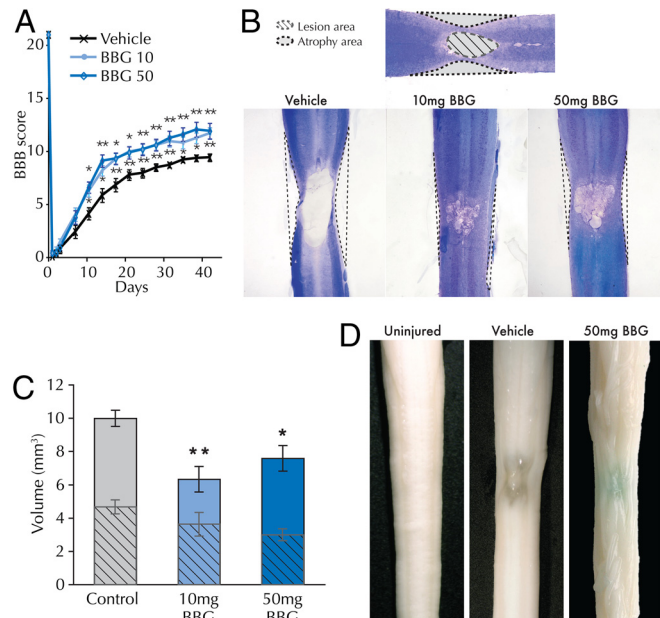 A
20
15
10
5
0
BBB score
Vehicle
BBG 10
BBG 50
* ** * * ** ** ** **
* * ** ** ** ** * **
0 10 20 30 40
Days
B
Lesion area
Atrophy area
Vehicle
10mg BBG
50mg BBG
C
12
10
8
6
4
2
0
Volume (mm³)
**
*
Control
10mg
BBG
50mg
BBG
D
Uninjured
Vehicle
50mg BBG